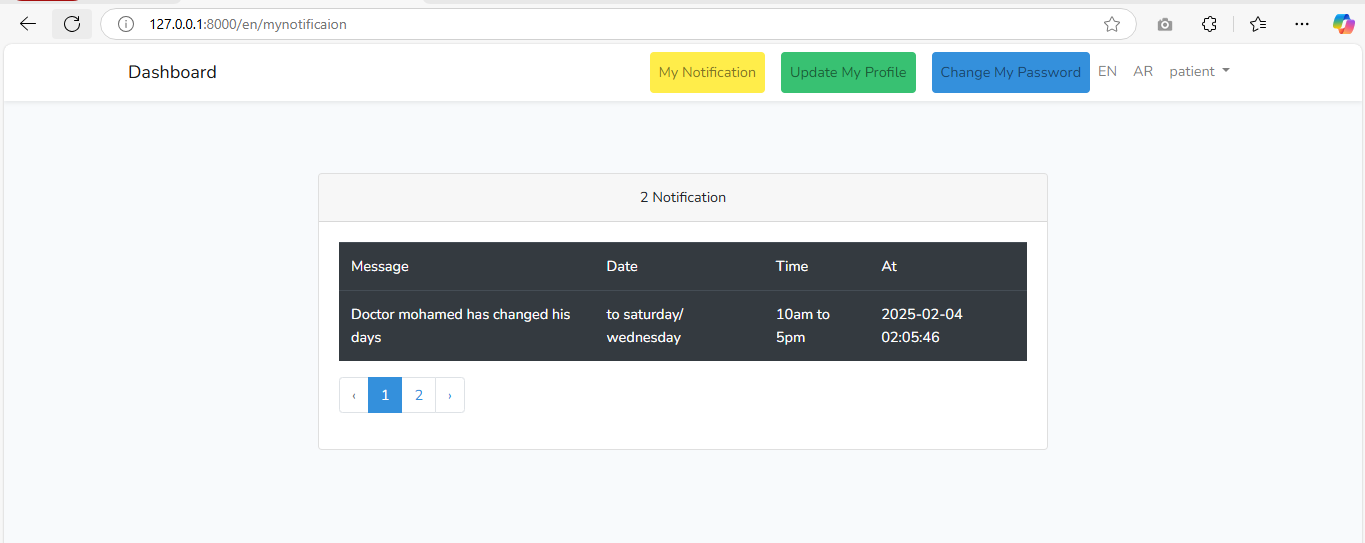 127.0.0.1:8000/en/mynotificaion
Dashboard
My Notification
Update My Profile
Change My Password
EN
AR
patient
2 Notification
Message Date Time At
Doctor mohamed has changed his days
to saturday/
wednesday
10am to
5pm
2025-02-04
02:05:46
‹ 1 2 ›